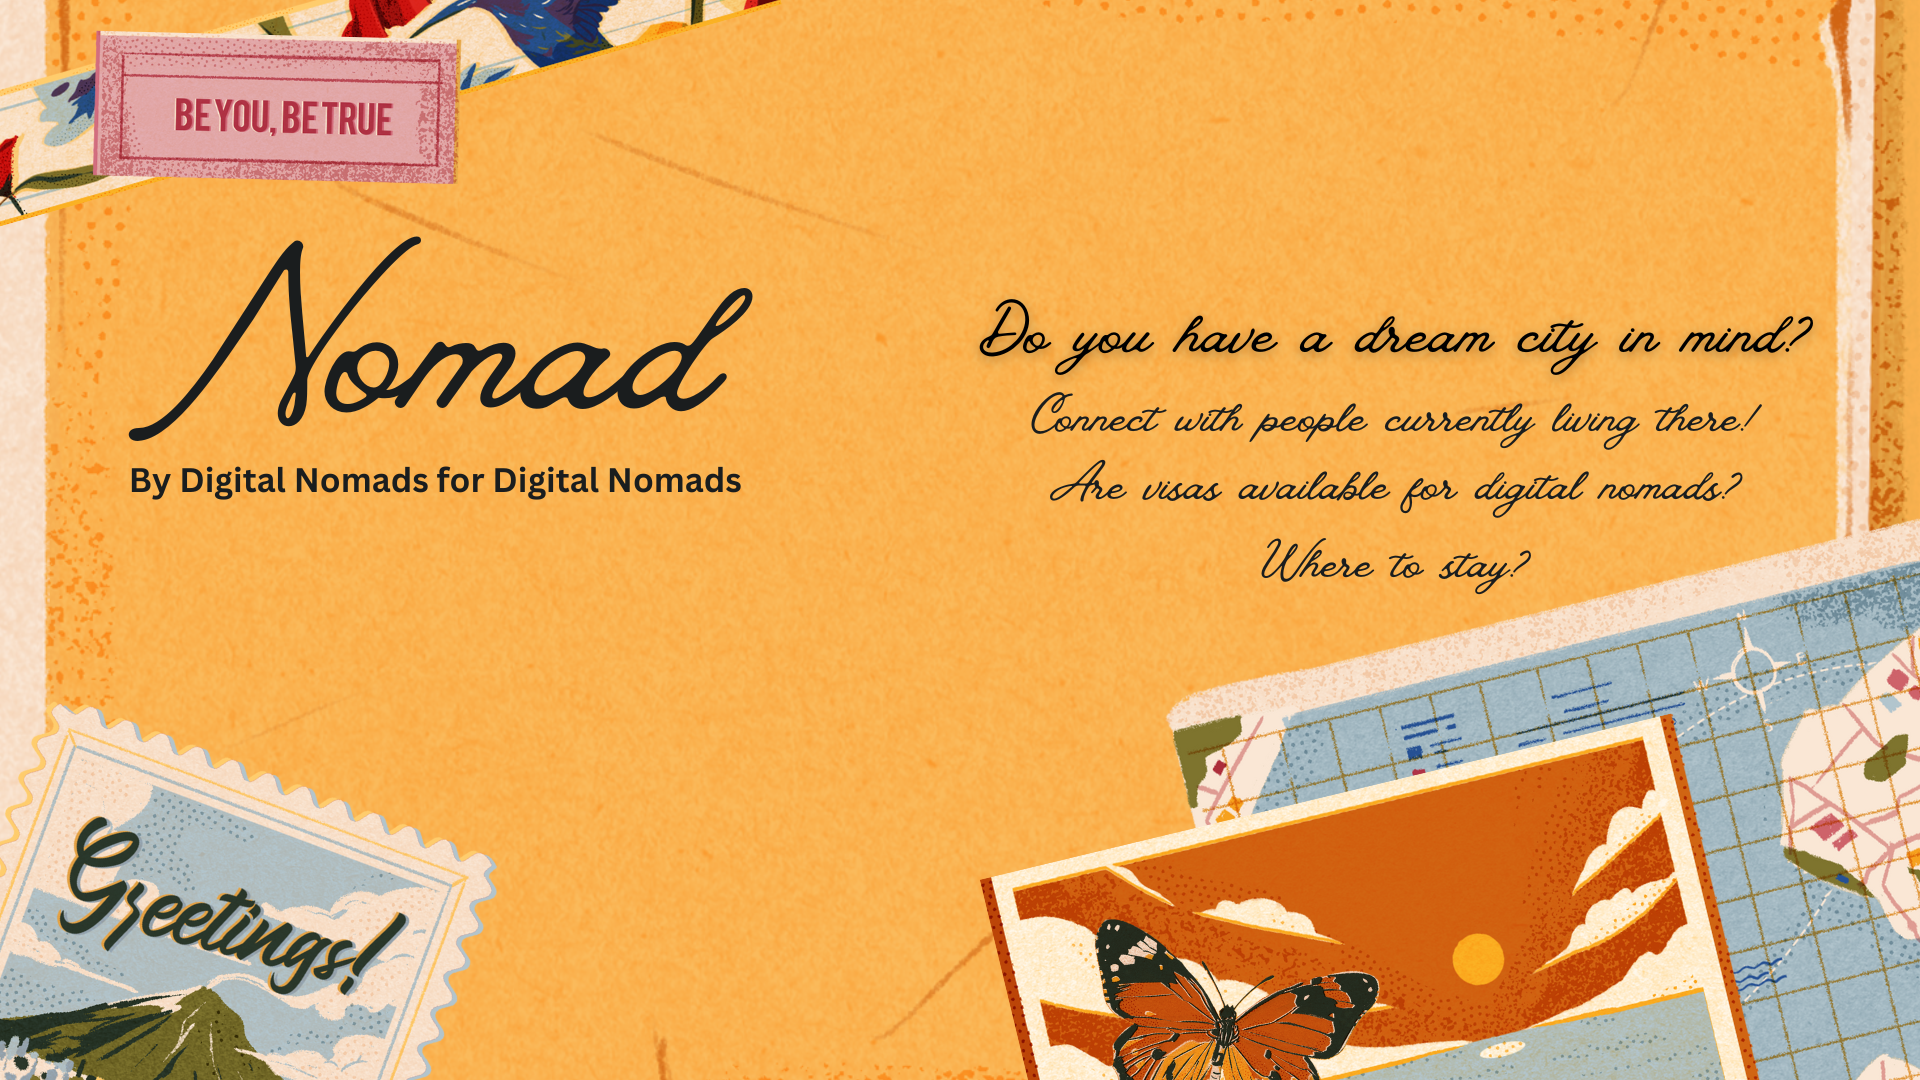 BE YOU, BE TRUE
Nomad
By Digital Nomads for Digital Nomads
Do you have a dream city in mind?
Connect with people currently living there!
Are visas available for digital nomads?
Where to stay?
Greetings!